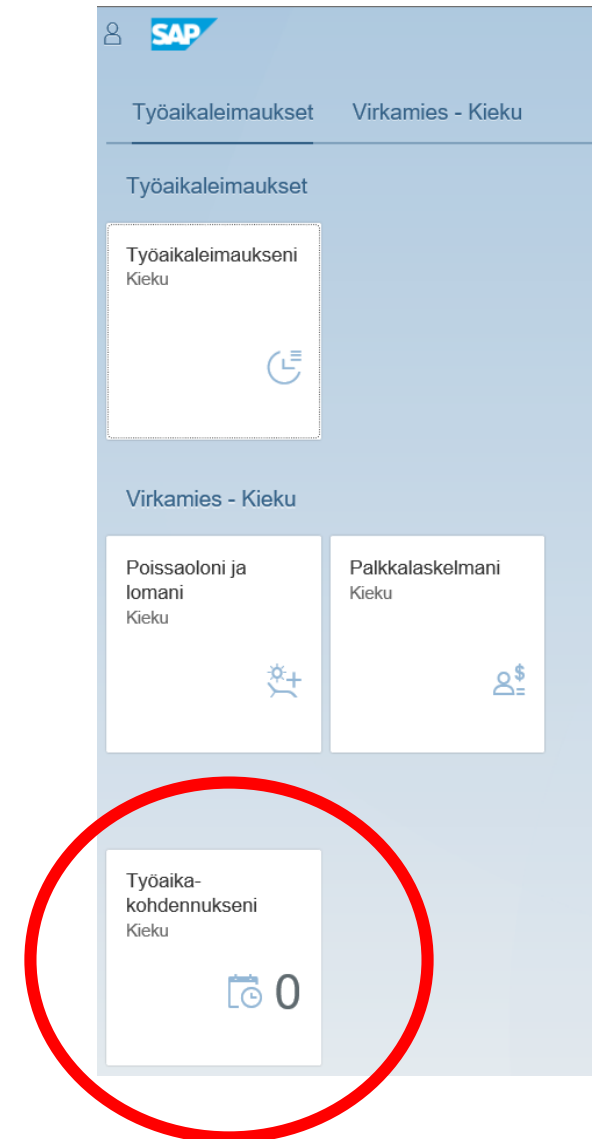 SAP
Työaikaleimaukset Virkamies - Kieku
Työaikaleimaukset
Työaikaleimaukseni
Kieku
Virkamies - Kieku
Poissaoloni ja
lomani
Kieku
Palkkalaskelmani
Kieku
$
Työaika-
kohdennukseni
Kieku
0